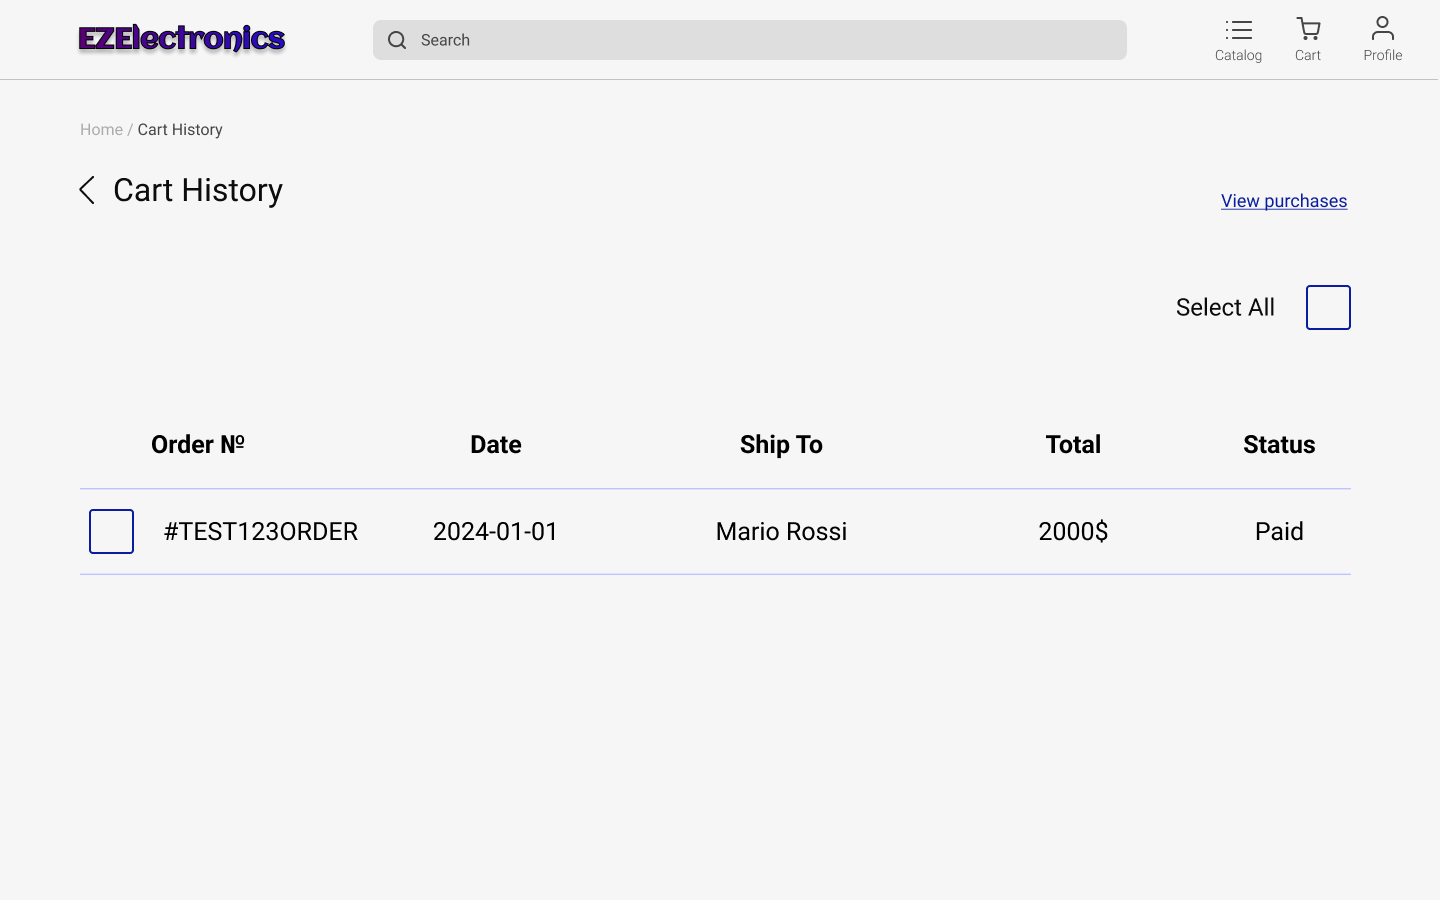 EZElectronics
Search
Catalog
Cart
Profile
Home / Cart History
Cart History
View purchases
Select All
Order № Date Ship To Total Status
#TEST123ORDER 2024-01-01 Mario Rossi 2000$ Paid